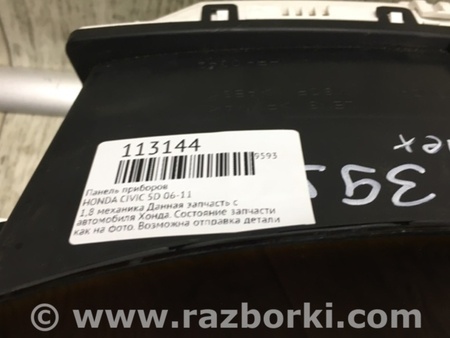 113144
9593
Панель приборов
HONDA CIVIC 5D 06-11
1,8 механика Данная запчасть с
автомобиля Хонда. Состояние запчасти
как на фото. Возможна отправка детали
www.razborki.com